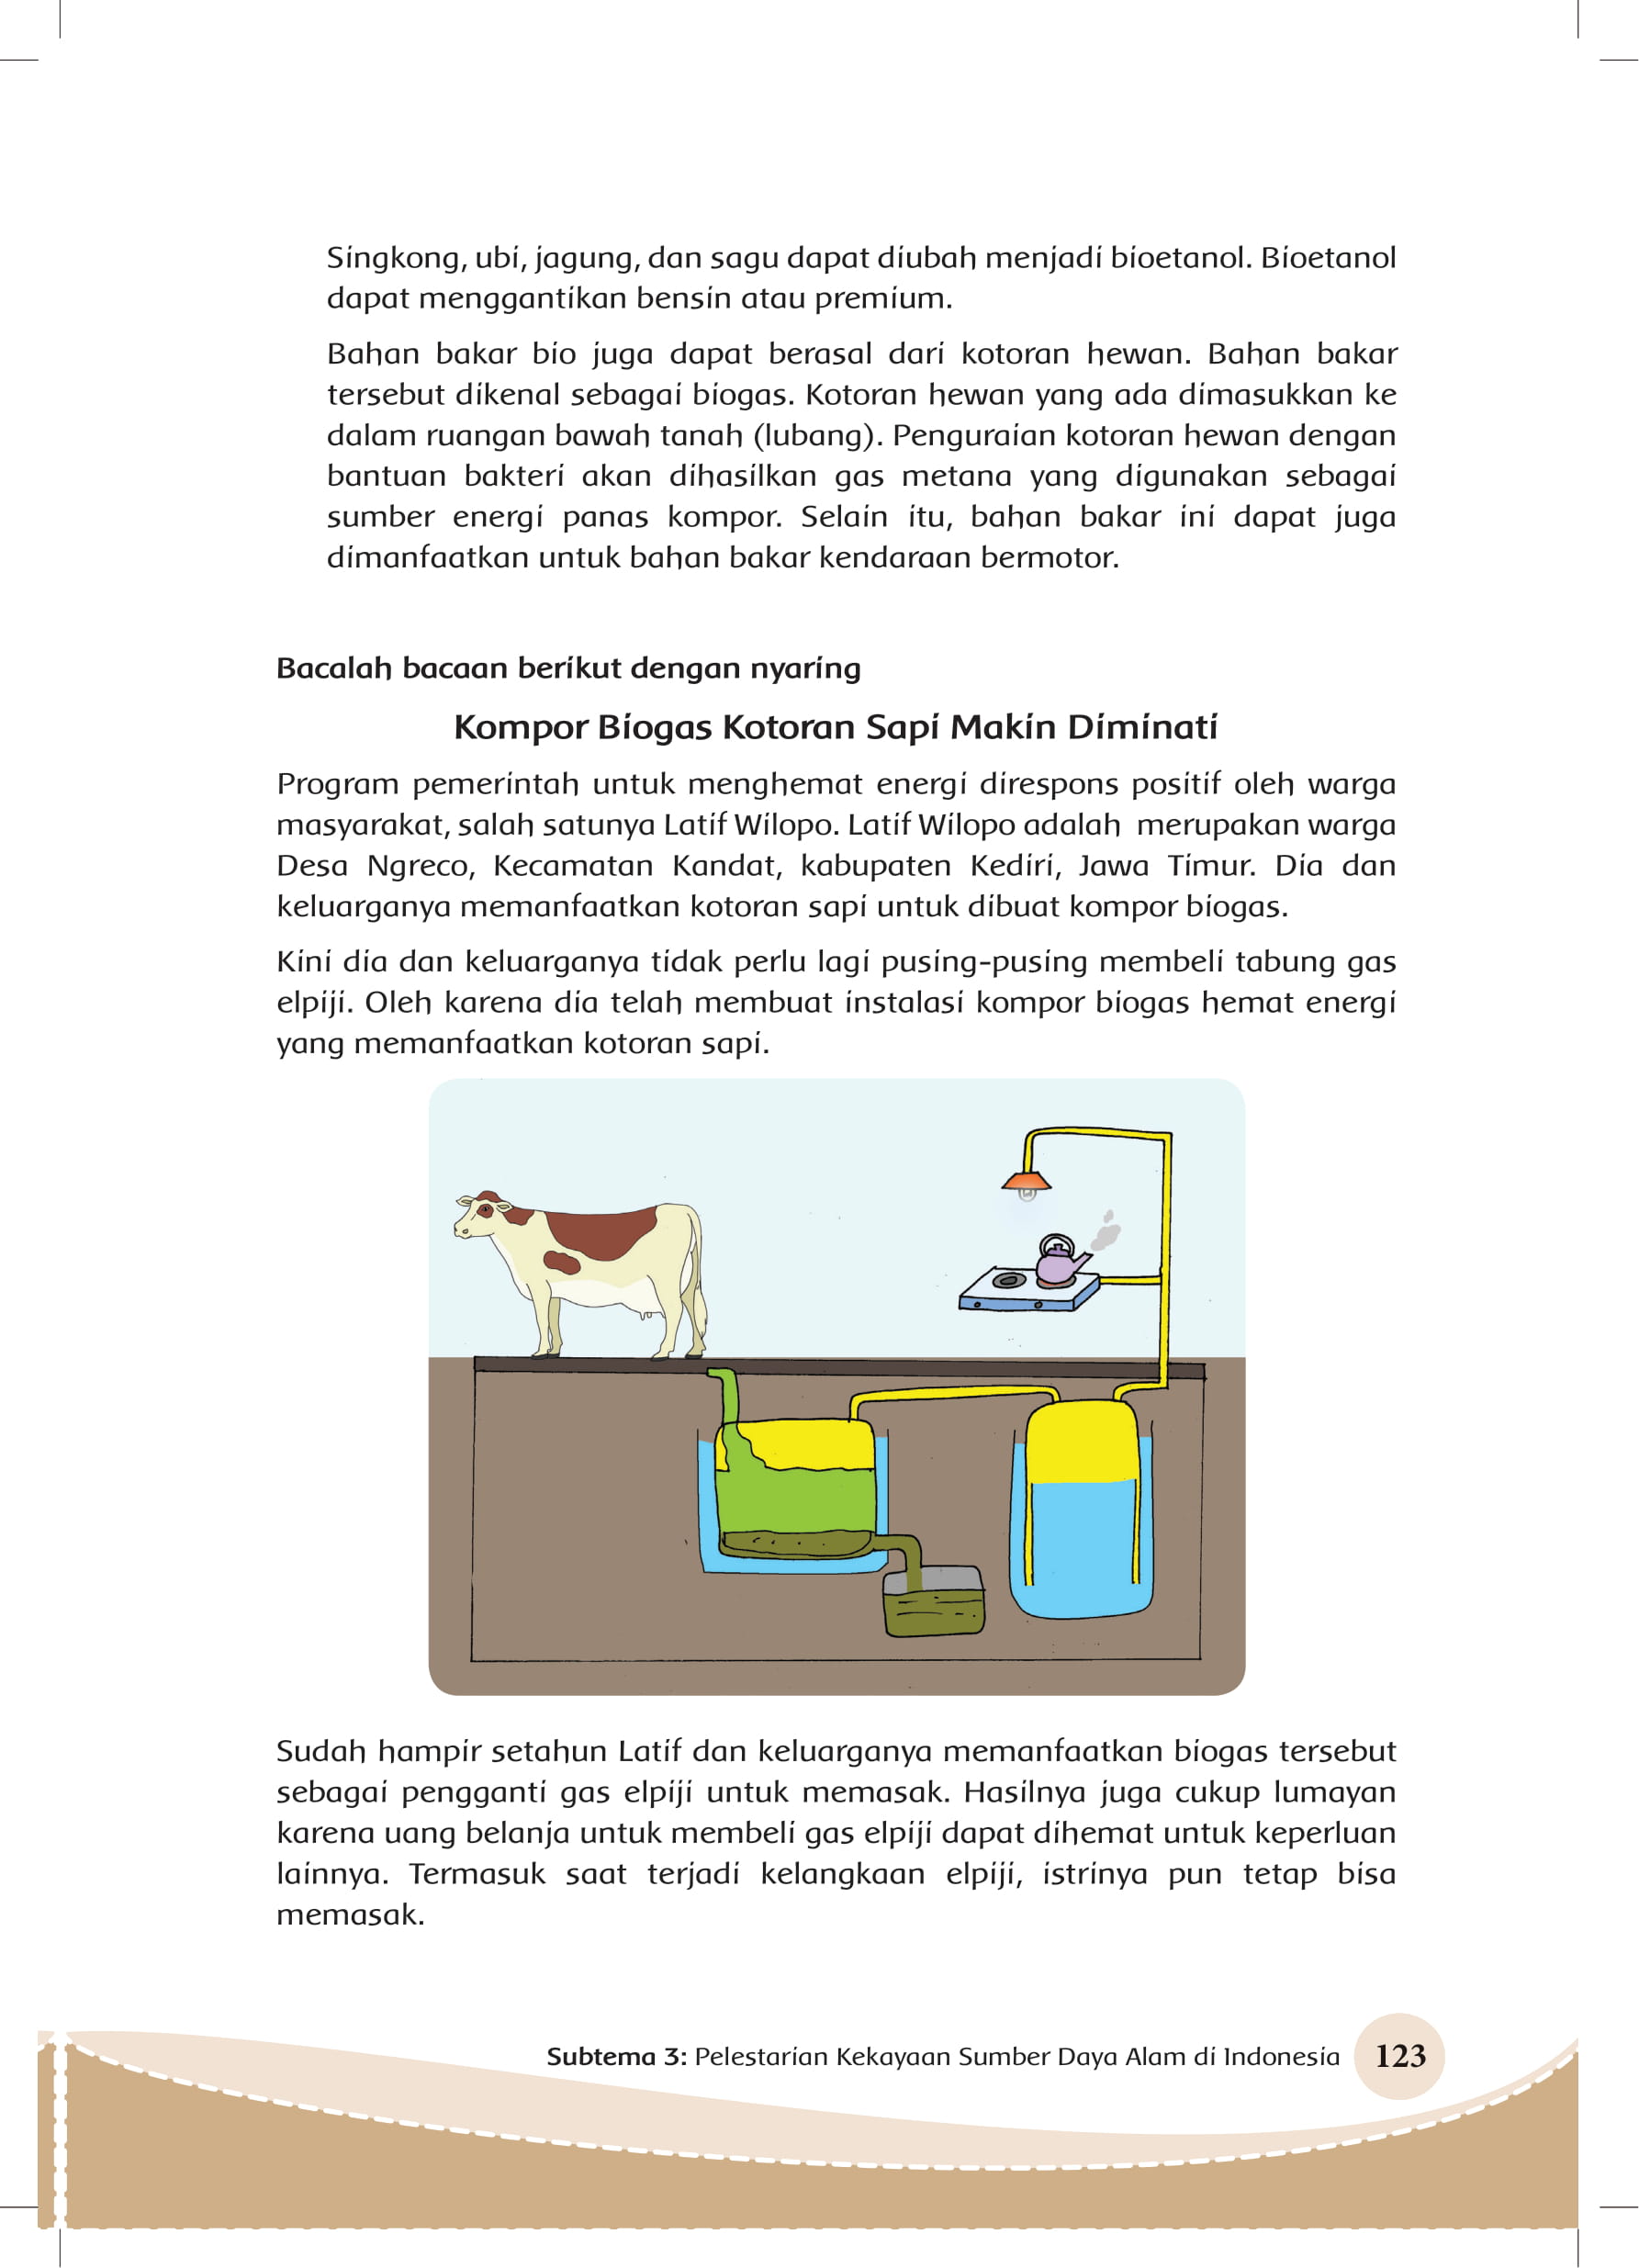 Singkong, ubi, jagung, dan sagu dapat diubah menjadi bioetanol. Bioetanol
dapat menggantikan bensin atau premium.
Bahan bakar bio juga dapat berasal dari kotoran hewan. Bahan bakar
tersebut dikenal sebagai biogas. Kotoran hewan yang ada dimasukkan ke
dalam ruangan bawah tanah (lubang). Penguraian kotoran hewan dengan
bantuan bakteri akan dihasilkan gas metana yang digunakan sebagai
sumber energi panas kompor. Selain itu, bahan bakar ini dapat juga
dimanfaatkan untuk bahan bakar kendaraan bermotor.
Bacalah bacaan berikut dengan nyaring
Kompor Biogas Kotoran Sapi Makin Diminati
Program pemerintah untuk menghemat energi direspons positif oleh warga
masyarakat, salah satunya Latif Wilopo. Latif Wilopo adalah merupakan warga
Desa Ngreco, Kecamatan Kandat, kabupaten Kediri, Jawa Timur. Dia dan
keluarganya memanfaatkan kotoran sapi untuk dibuat kompor biogas.
Kini dia dan keluarganya tidak perlu lagi pusing-pusing membeli tabung gas
elpiji. Oleh karena dia telah membuat instalasi kompor biogas hemat energi
yang memanfaatkan kotoran sapi.
Sudah hampir setahun Latif dan keluarganya memanfaatkan biogas tersebut
sebagai pengganti gas elpiji untuk memasak. Hasilnya juga cukup lumayan
karena uang belanja untuk membeli gas elpiji dapat dihemat untuk keperluan
lainnya. Termasuk saat terjadi kelangkaan elpiji, istrinya pun tetap bisa
memasak.
Subtema 3: Pelestarian Kekayaan Sumber Daya Alam di Indonesia 123